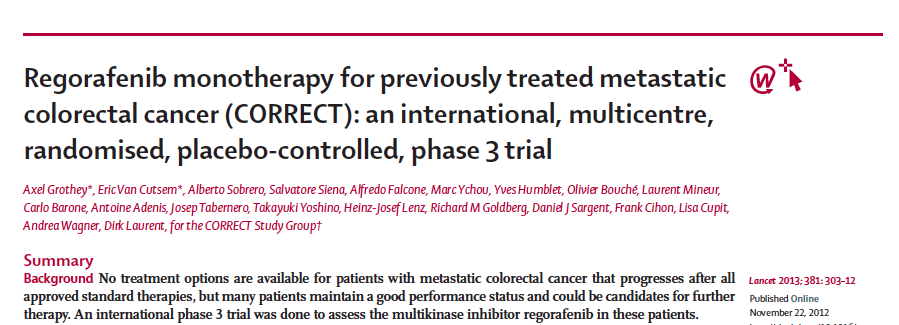 Regorafenib monotherapy for previously treated metastatic
colorectal cancer (CORRECT): an international, multicentre,
randomised, placebo-controlled, phase 3 trial
W
Axel Grothey*, Eric Van Cutsem*, Alberto Sobrero, Salvatore Siena, Alfredo Falcone, Marc Ychou, Yves Humblet, Olivier Bouché, Laurent Mineur,
Carlo Barone, Antoine Adenis, Josep Tabernero, Takayuki Yoshino, Heinz-Josef Lenz, Richard M Goldberg, Daniel J Sargent, Frank Cihon, Lisa Cupit,
Andrea Wagner, Dirk Laurent, for the CORRECT Study Group†
Summary
Background No treatment options are available for patients with metastatic colorectal cancer that progresses after all
approved standard therapies, but many patients maintain a good performance status and could be candidates for further
therapy. An international phase 3 trial was done to assess the multikinase inhibitor regorafenib in these patients.
Lancet 2013; 381: 303–12
Published Online
November 22, 2012